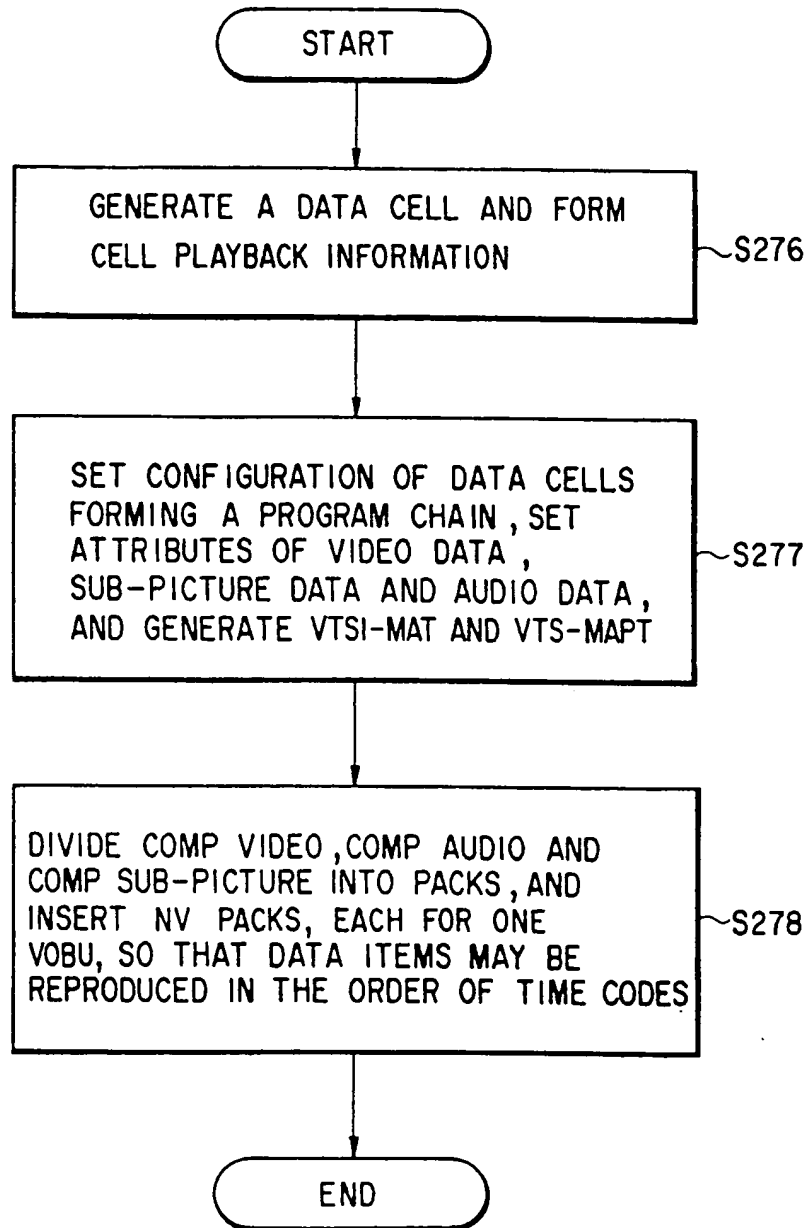 START
GENERATE A DATA CELL AND FORM
CELL PLAYBACK INFORMATION
S276
SET CONFIGURATION OF DATA CELLS
FORMING A PROGRAM CHAIN, SET
ATTRIBUTES OF VIDEO DATA,
SUB-PICTURE DATA AND AUDIO DATA,
AND GENERATE VTSI-MAT AND VTS-MAPT
S277
DIVIDE COMP VIDEO, COMP AUDIO AND
COMP SUB-PICTURE INTO PACKS, AND
INSERT NV PACKS, EACH FOR ONE
VOBU, SO THAT DATA ITEMS MAY BE
REPRODUCED IN THE ORDER OF TIME CODES
S278
END